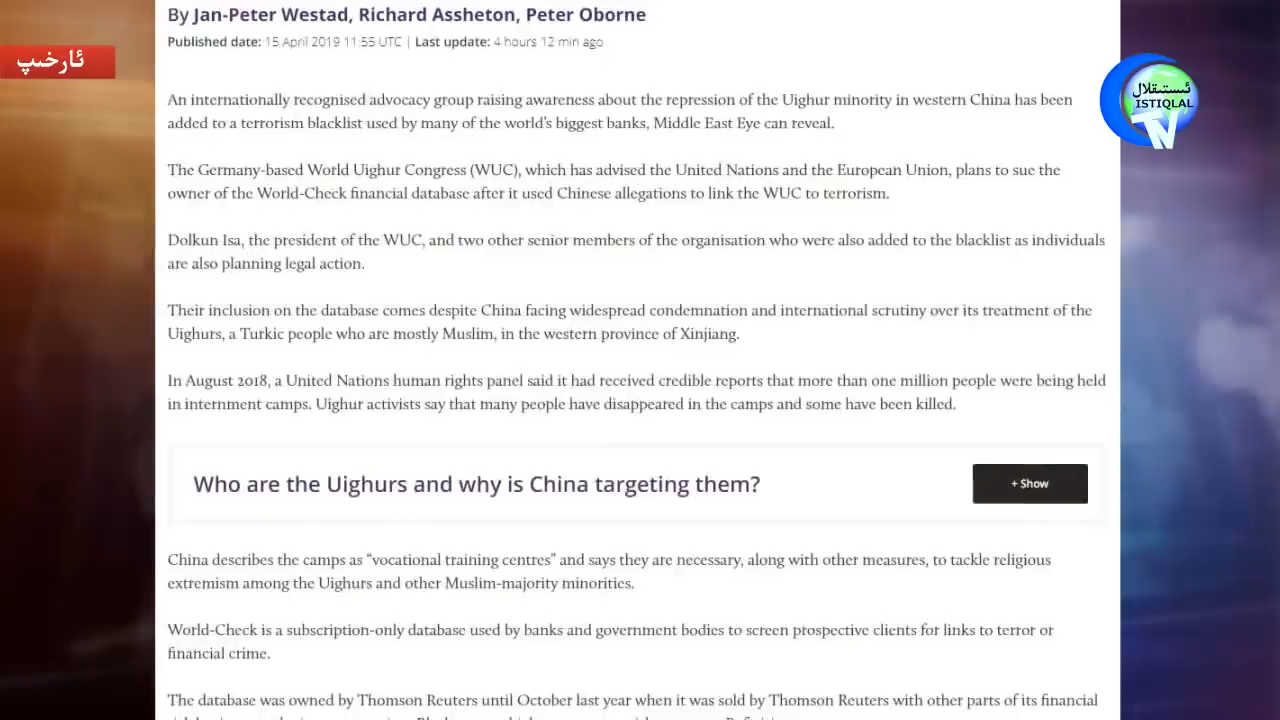 By Jan-Peter Westad, Richard Assheton, Peter Oborne
Published date: 15 April 2019 11:55 UTC | Last update: 4 hours 12 min ago
ئارخىپ
ئىستىقلال
ISTIQLAL
TV
An internationally recognised advocacy group raising awareness about the repression of the Uighur minority in western China has been
added to a terrorism blacklist used by many of the world’s biggest banks, Middle East Eye can reveal.
The Germany-based World Uighur Congress (WUC), which has advised the United Nations and the European Union, plans to sue the
owner of the World-Check financial database after it used Chinese allegations to link the WUC to terrorism.
Dolkun Isa, the president of the WUC, and two other senior members of the organisation who were also added to the blacklist as individuals
are also planning legal action.
Their inclusion on the database comes despite China facing widespread condemnation and international scrutiny over its treatment of the
Uighurs, a Turkic people who are mostly Muslim, in the western province of Xinjiang.
In August 2018, a United Nations human rights panel said it had received credible reports that more than one million people were being held
in internment camps. Uighur activists say that many people have disappeared in the camps and some have been killed.
Who are the Uighurs and why is China targeting them?
+ Show
China describes the camps as “vocational training centres” and says they are necessary, along with other measures, to tackle religious
extremism among the Uighurs and other Muslim-majority minorities.
World-Check is a subscription-only database used by banks and government bodies to screen prospective clients for links to terror or
financial crime.
The database was owned by Thomson Reuters until October last year when it was sold by Thomson Reuters with other parts of its financial